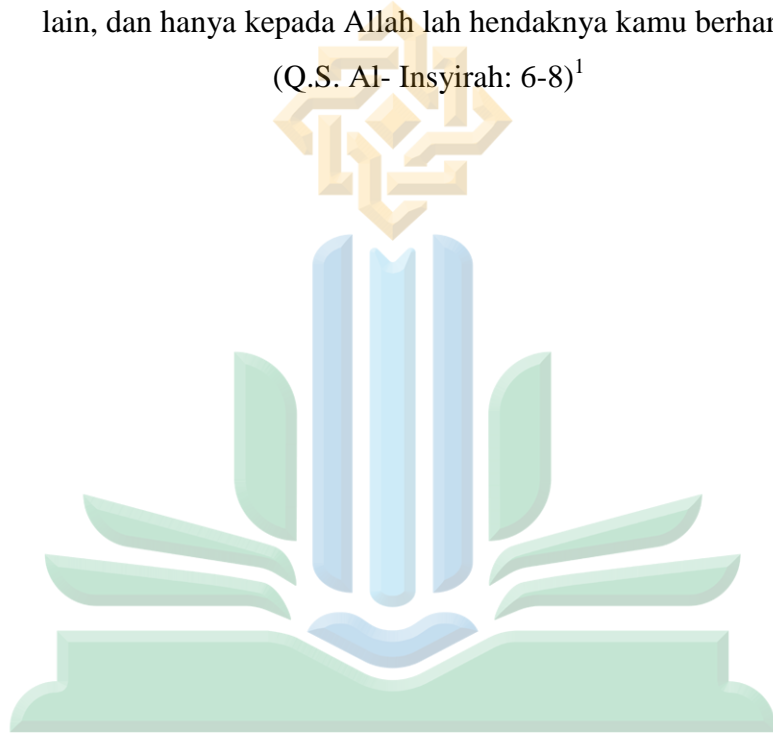 lain, dan hanya kepada Allah lah hendaknya kamu berhar
(Q.S. Al- Insyirah: 6-8)¹